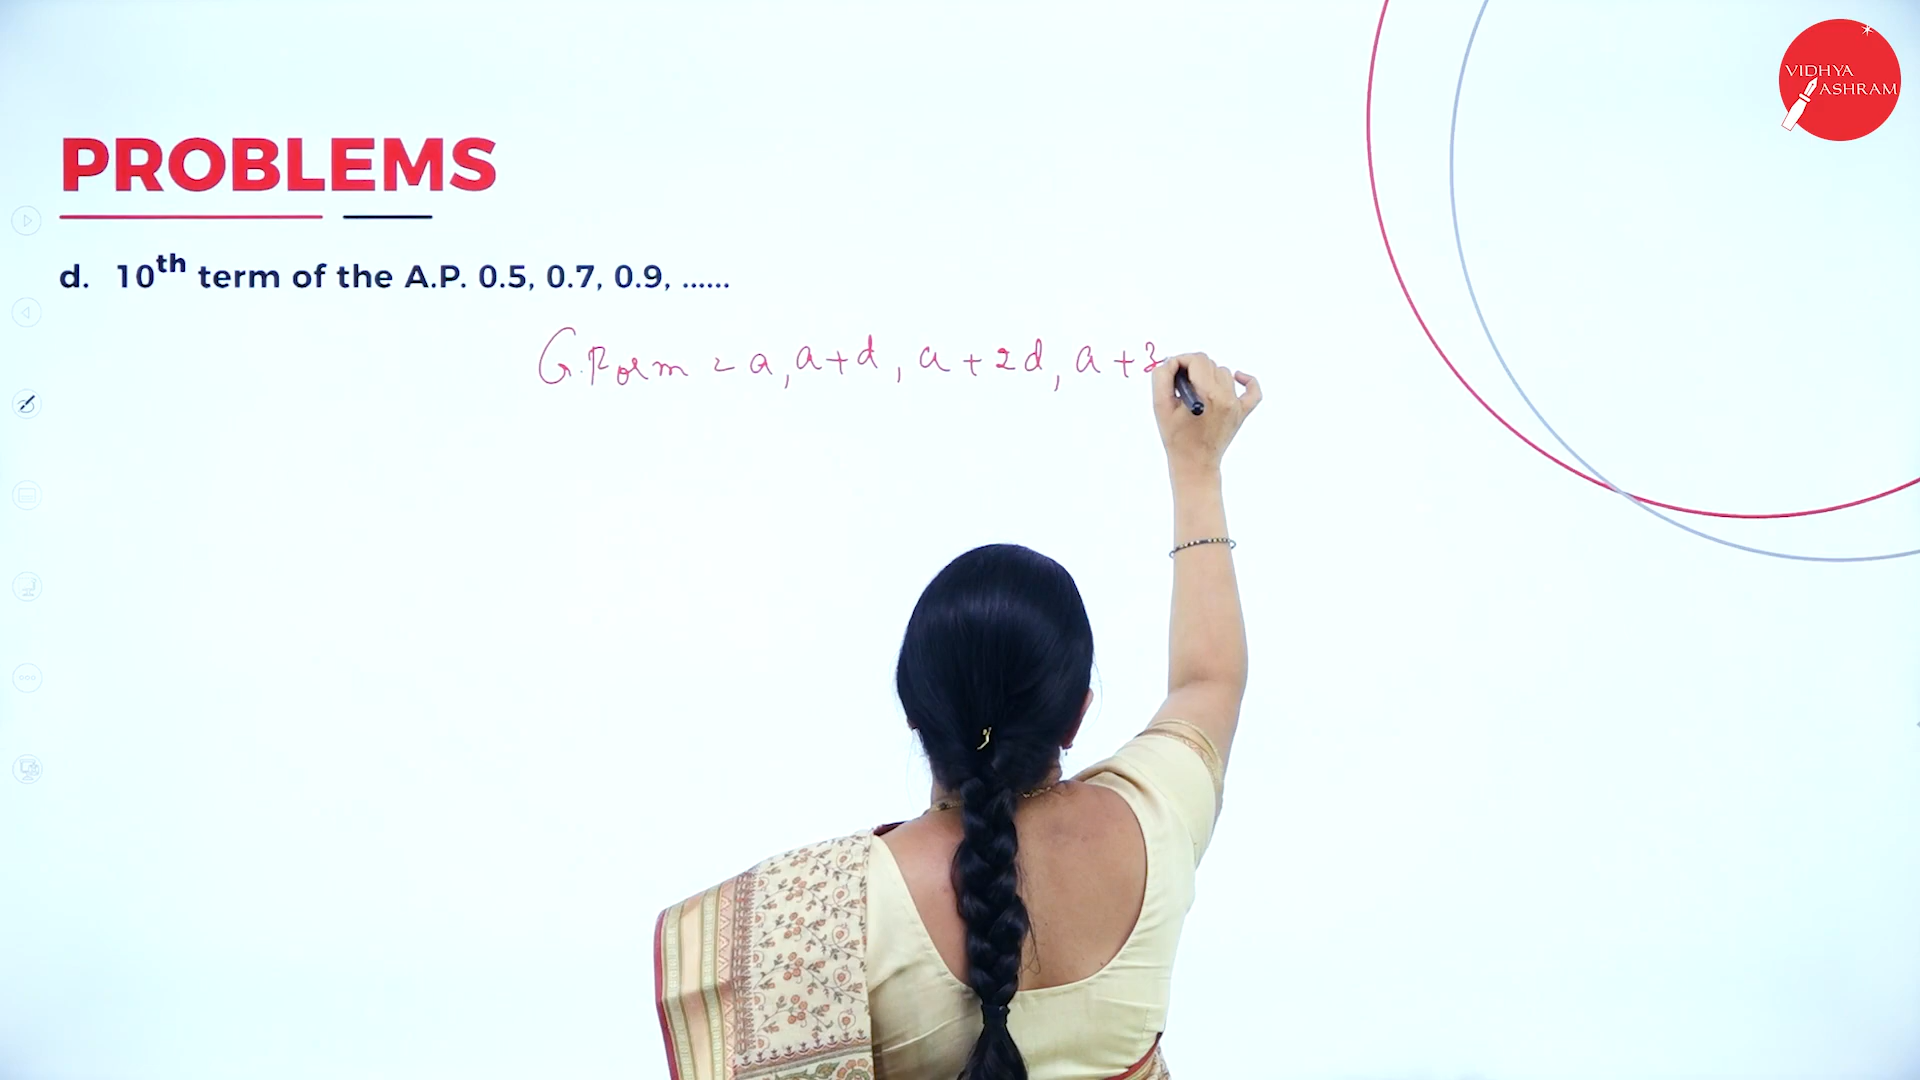 VIDHYA
ASHRAM
PROBLEMS
d. 10th term of the A.P. 0.5, 0.7, 0.9, ......
G.Form = a, a+d, a+2d, a+3